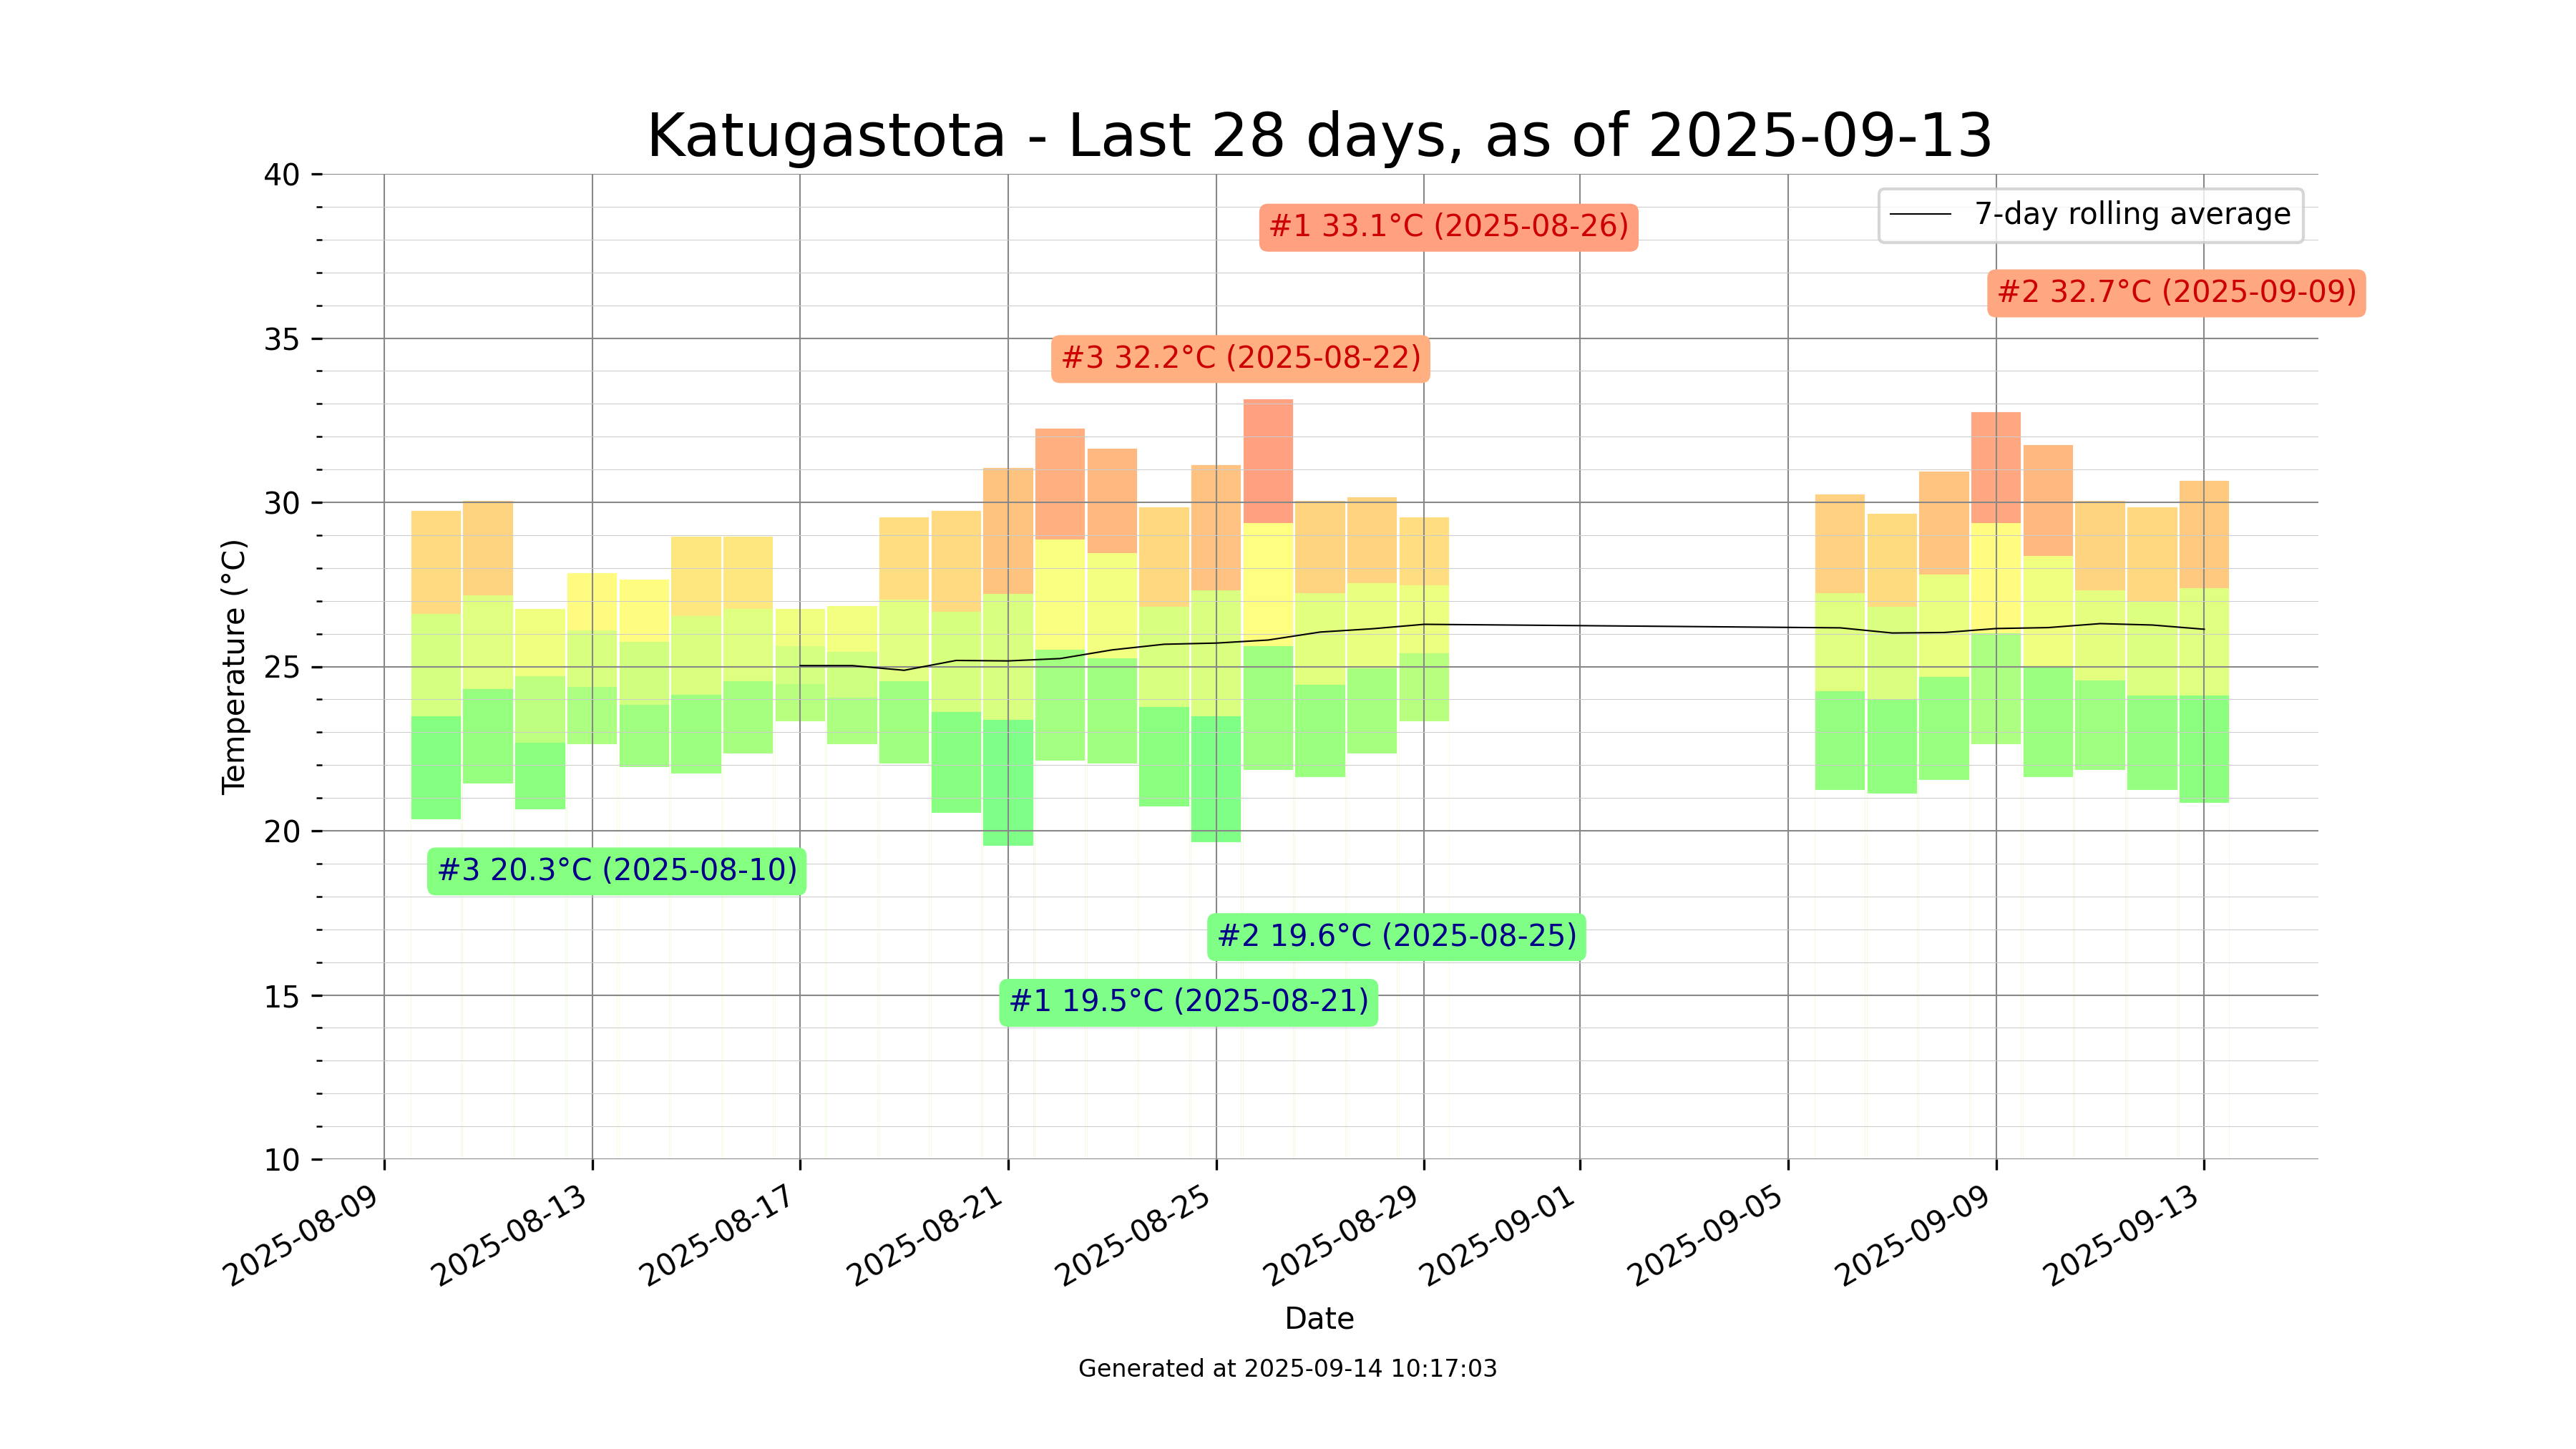 Katugastota - Last 28 days, as of 2025-09-13
7-day rolling average
#1 33.1°C (2025-08-26)
#2 32.7°C (2025-09-09)
#3 32.2°C (2025-08-22)
#3 20.3°C (2025-08-10)
#2 19.6°C (2025-08-25)
#1 19.5°C (2025-08-21)
Temperature (°C)
40
35
30
25
20
15
10
2025-08-09
2025-08-13
2025-08-17
2025-08-21
2025-08-25
2025-08-29
2025-09-01
2025-09-05
2025-09-09
2025-09-13
Date
Generated at 2025-09-14 10:17:03